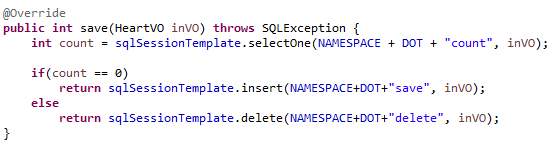 @Override
public int save(HeartVO inVO) throws SQLException {
int count = sqlSessionTemplate.selectOne(NAMESPACE + DOT + "count", inVO);
if(count == 0)
return sqlSessionTemplate.insert(NAMESPACE+DOT+"save", inVO);
else
return sqlSessionTemplate.delete(NAMESPACE+DOT+"delete", inVO);
}